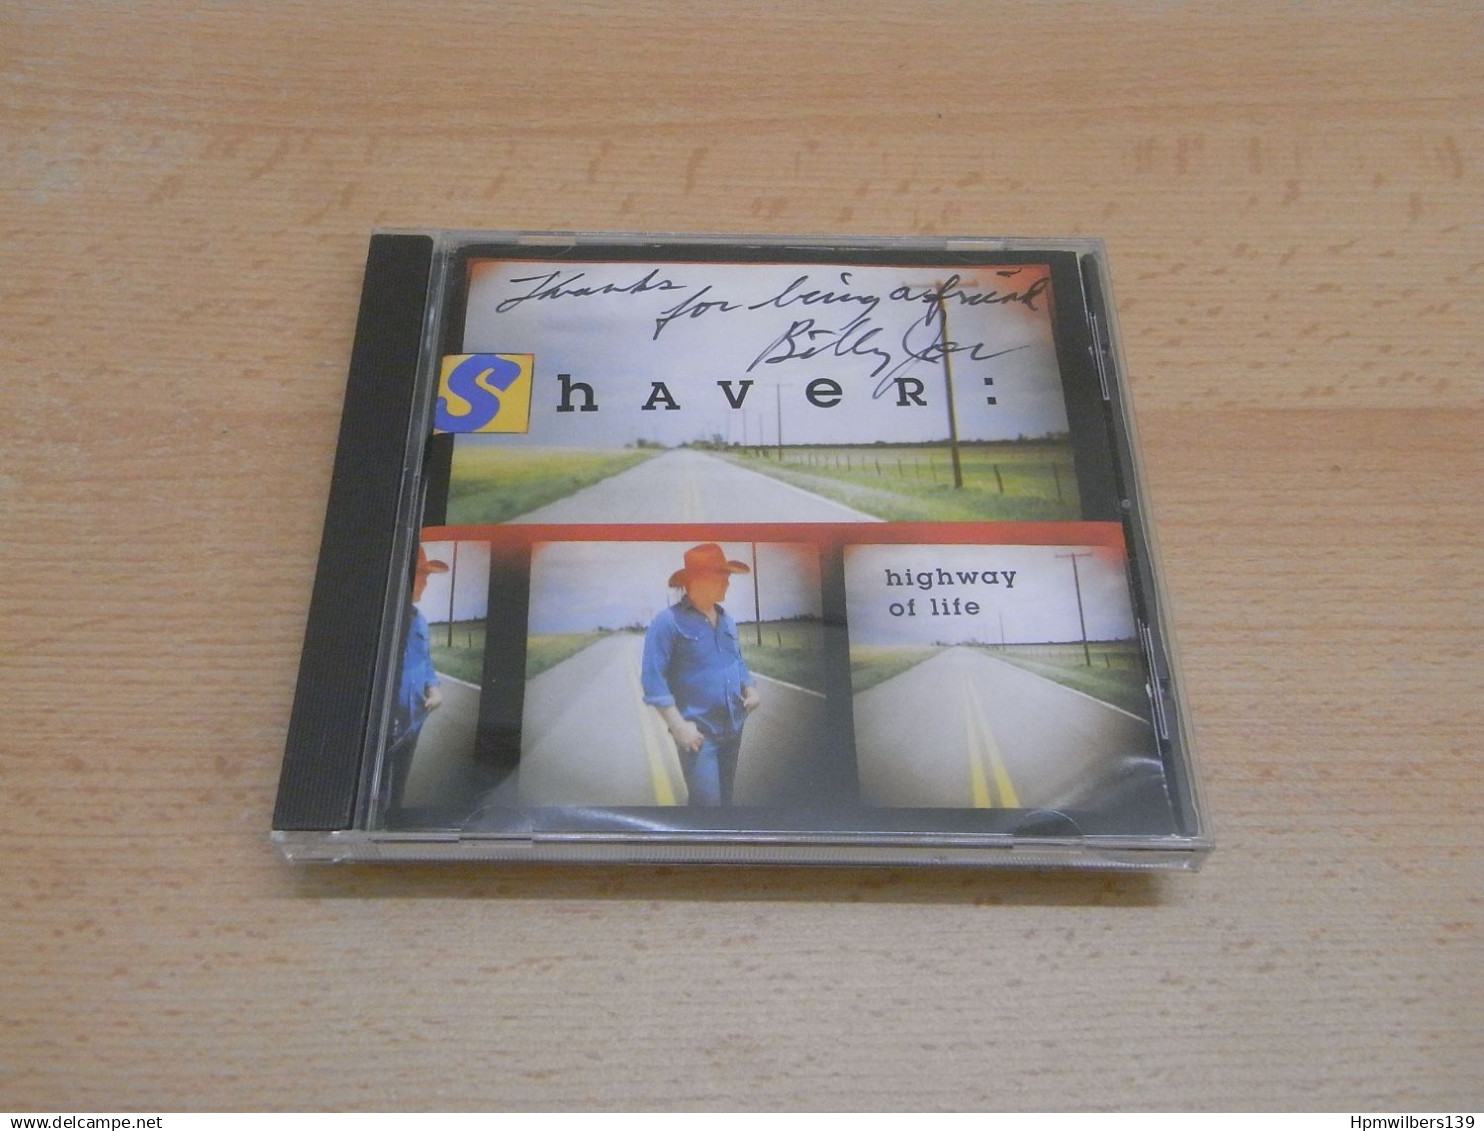 Thanks
for being a friend
Billy Joe
ShAVeR:
highway
of life
© www.delcampe.net
Hpmwilbers139